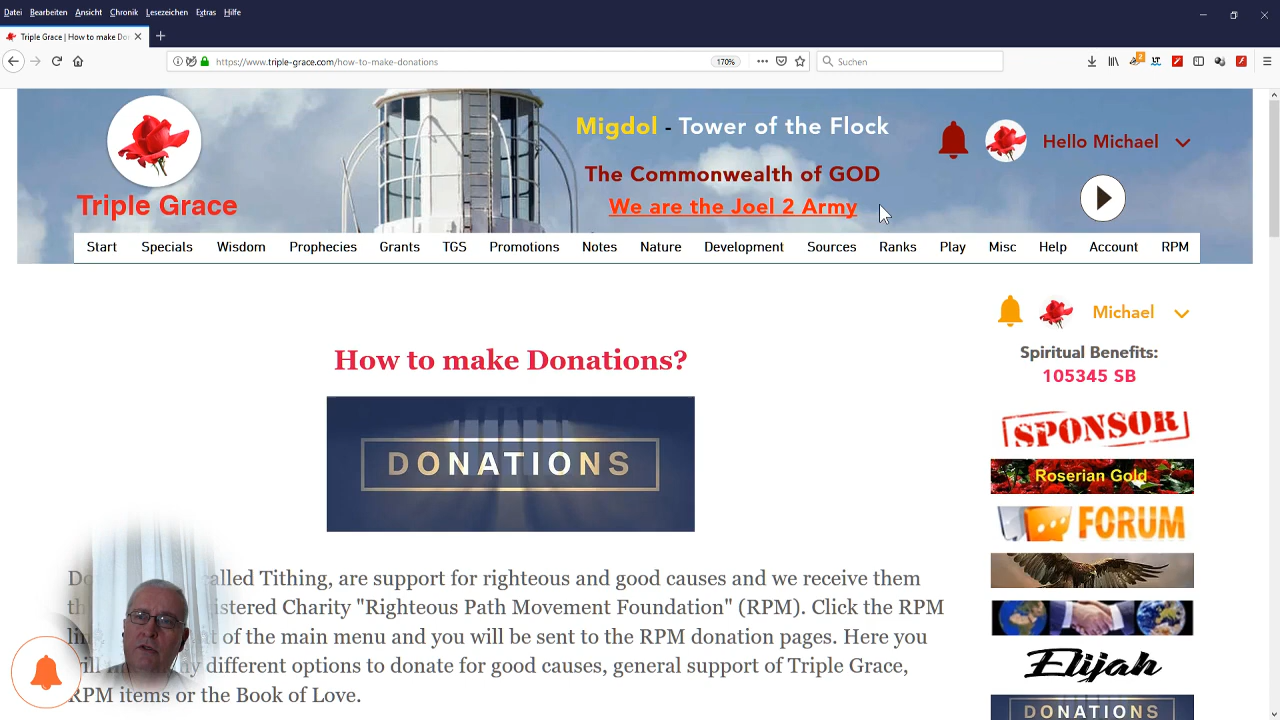 Datei Bearbeiten Ansicht Chronik Lesezeichen Extras Hilfe
Triple Grace | How to make Do
https://www.triple-grace.com/how-to-make-donations 170% Suchen
Migdol - Tower of the Flock
The Commonwealth of GOD
We are the Joel 2 Army
Hello Michael
Triple Grace
Start Specials Wisdom Prophecies Grants TGS Promotions Notes Nature Development Sources Ranks Play Misc Help Account RPM
Michael
Spiritual Benefits:
105345 SB
How to make Donations?
DONATIONS
SPONSOR
Roserian Gold
FORUM
Elijah
DONATIONS
Do called Tithing, are support for righteous and good causes and we receive them
th istered Charity "Righteous Path Movement Foundation" (RPM). Click the RPM
lin of the main menu and you will be sent to the RPM donation pages. Here you
different options to donate for good causes, general support of Triple Grace,
RPM items or the Book of Love.